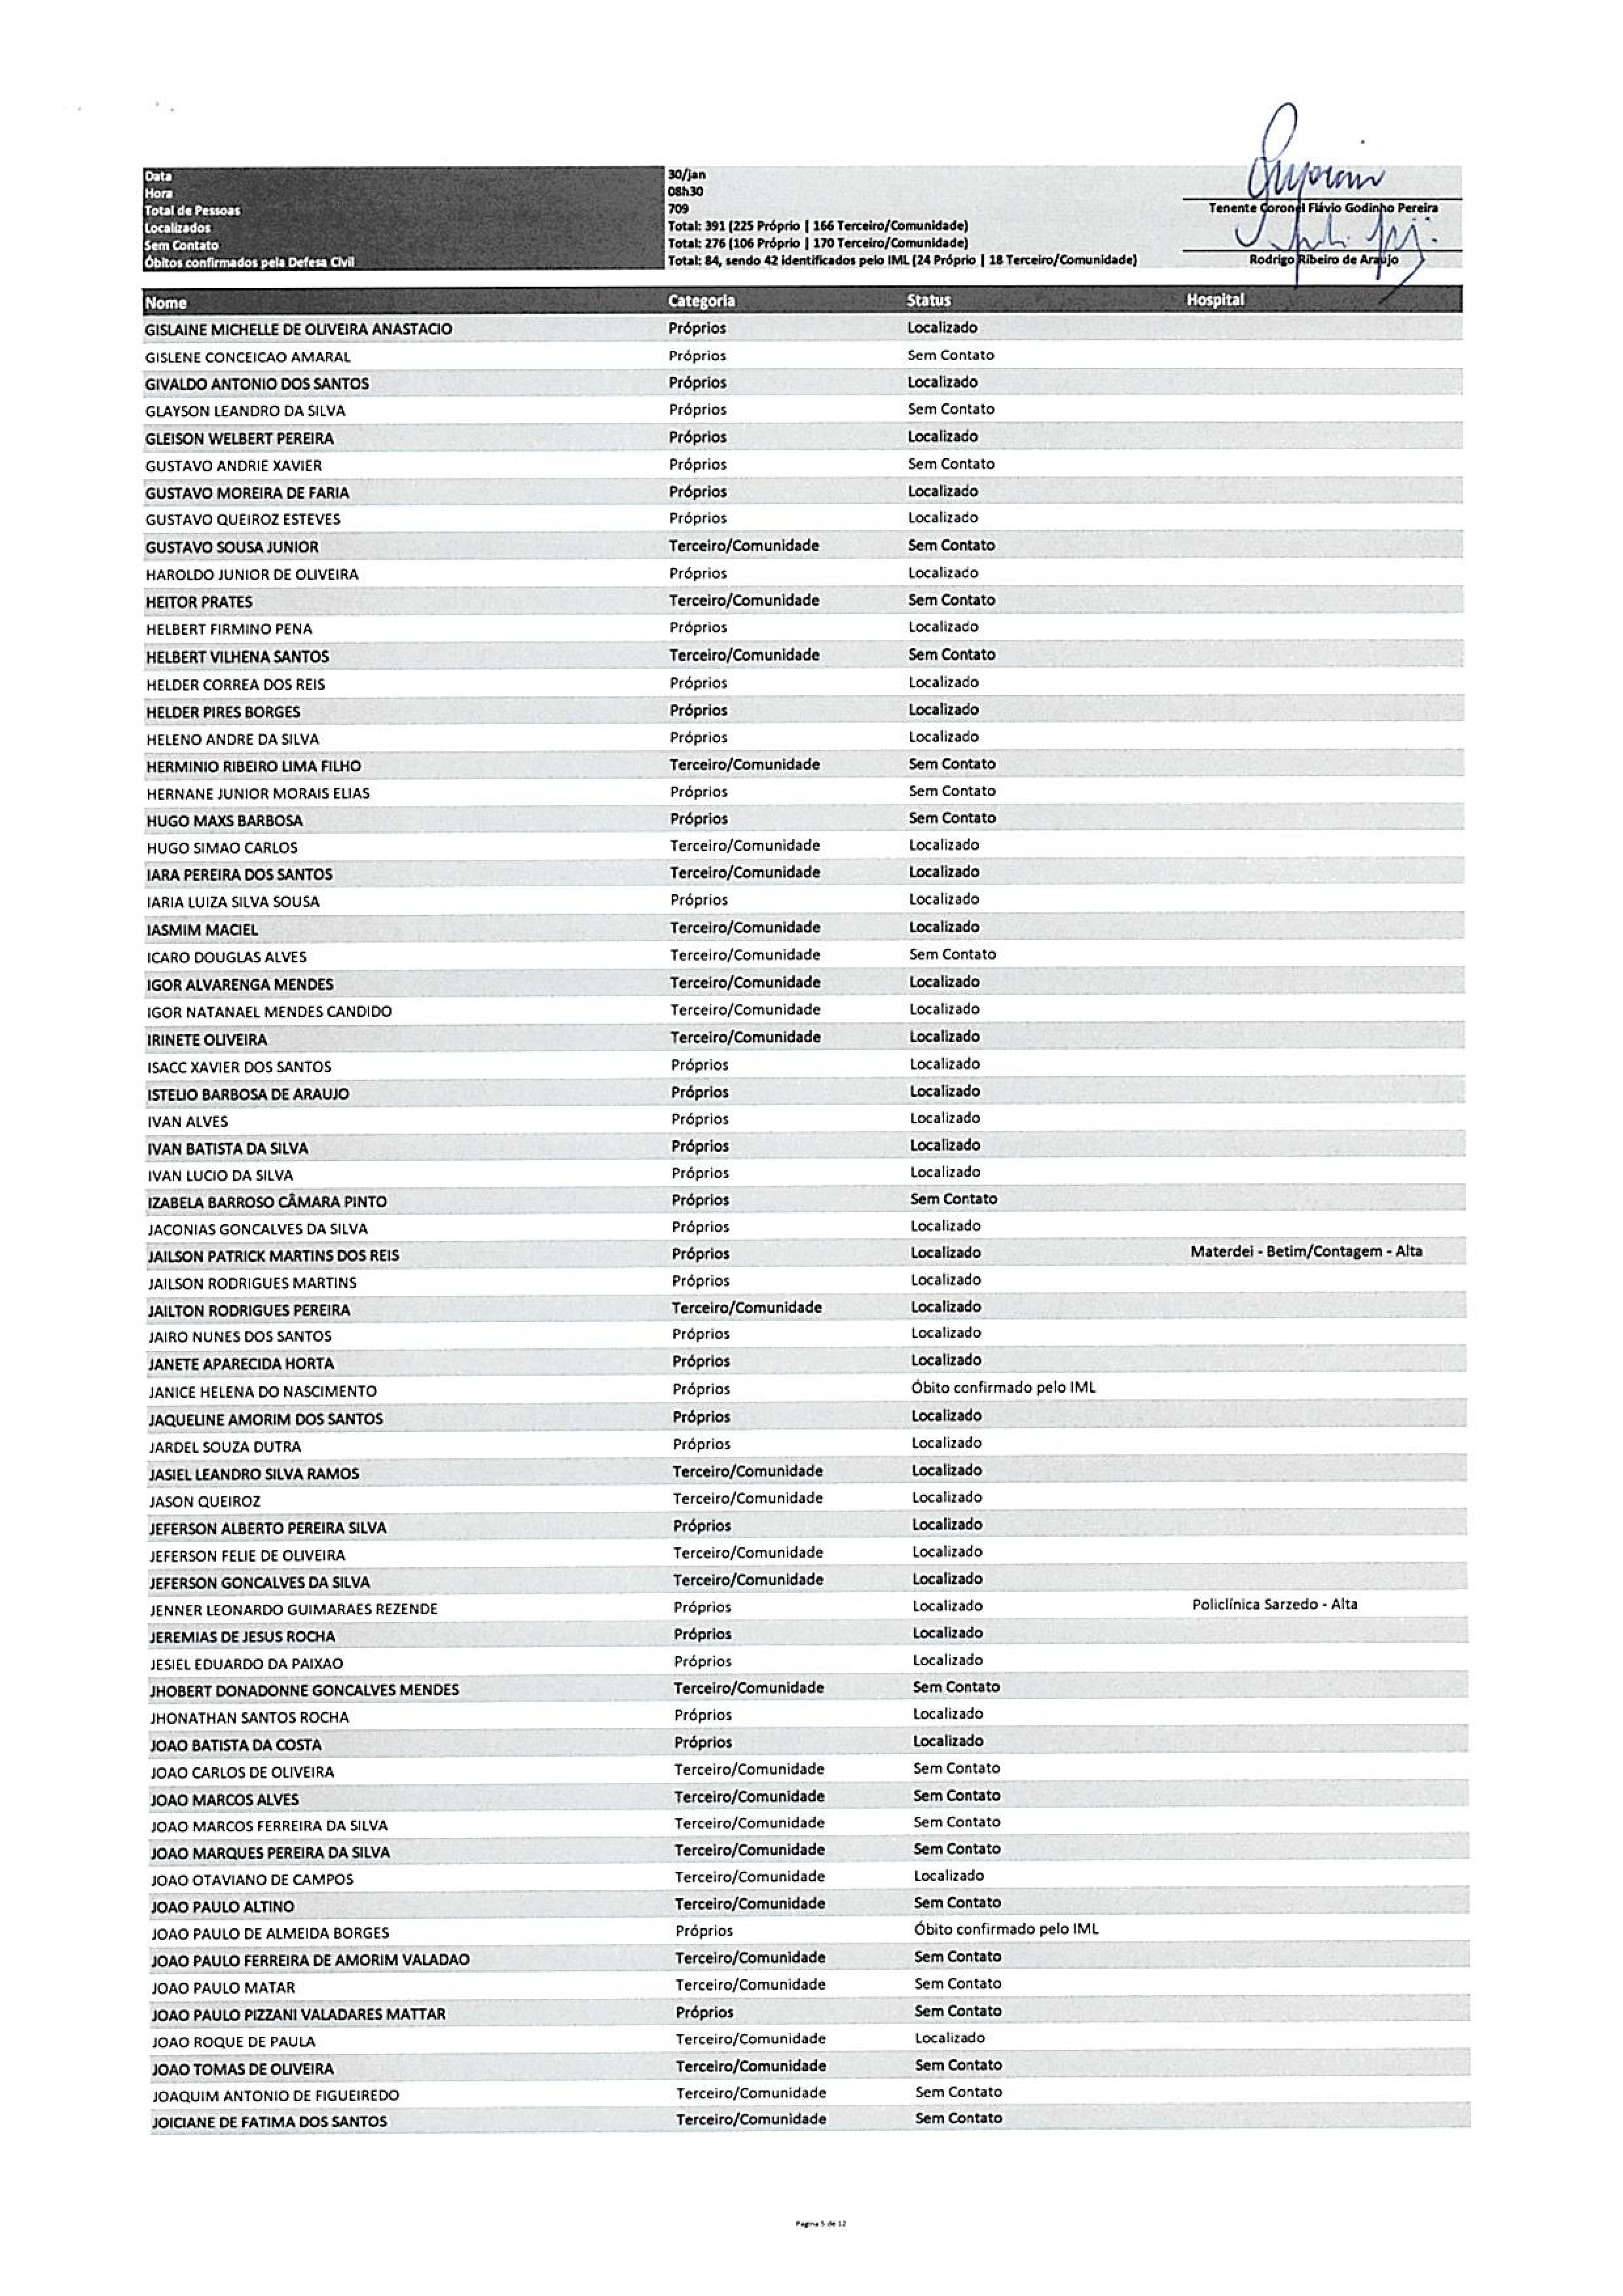 Data 30/jan
Hora 08h30
Total de Pessoas 709
Tenente Coronel Flávio Godinho Pereira
Localizados Total: 391 (225 Próprio | 166 Terceiro/Comunidade)
Sem Contato Total: 276 (106 Próprio | 170 Terceiro/Comunidade)
Óbitos confirmados pela Defesa Civil Total: 84, sendo 42 identificados pelo IML (24 Próprio | 18 Terceiro/Comunidade) Rodrigo Ribeiro de Araujo
Nome Categoria Status Hospital
GISLAINE MICHELLE DE OLIVEIRA ANASTACIO Próprios Localizado
GISLENE CONCEICAO AMARAL Próprios Sem Contato
GIVALDO ANTONIO DOS SANTOS Próprios Localizado
GLAYSON LEANDRO DA SILVA Próprios Sem Contato
GLEISON WELBERT PEREIRA Próprios Localizado
GUSTAVO ANDRIE XAVIER Próprios Sem Contato
GUSTAVO MOREIRA DE FARIA Próprios Localizado
GUSTAVO QUEIROZ ESTEVES Próprios Localizado
GUSTAVO SOUSA JUNIOR Terceiro/Comunidade Sem Contato
HAROLDO JUNIOR DE OLIVEIRA Próprios Localizado
HEITOR PRATES Terceiro/Comunidade Sem Contato
HELBERT FIRMINO PENA Próprios Localizado
HELBERT VILHENA SANTOS Terceiro/Comunidade Sem Contato
HELDER CORREA DOS REIS Próprios Localizado
HELDER PIRES BORGES Próprios Localizado
HELENO ANDRE DA SILVA Próprios Localizado
HERMINIO RIBEIRO LIMA FILHO Terceiro/Comunidade Sem Contato
HERNANE JUNIOR MORAIS ELIAS Próprios Sem Contato
HUGO MAXS BARBOSA Próprios Sem Contato
HUGO SIMAO CARLOS Terceiro/Comunidade Localizado
IARA PEREIRA DOS SANTOS Terceiro/Comunidade Localizado
IARIA LUIZA SILVA SOUSA Próprios Localizado
IASMIM MACIEL Terceiro/Comunidade Localizado
ICARO DOUGLAS ALVES Terceiro/Comunidade Sem Contato
IGOR ALVARENGA MENDES Terceiro/Comunidade Localizado
IGOR NATANAEL MENDES CANDIDO Terceiro/Comunidade Localizado
IRINETE OLIVEIRA Terceiro/Comunidade Localizado
ISACC XAVIER DOS SANTOS Próprios Localizado
ISTELIO BARBOSA DE ARAUJO Próprios Localizado
IVAN ALVES Próprios Localizado
IVAN BATISTA DA SILVA Próprios Localizado
IVAN LUCIO DA SILVA Próprios Localizado
IZABELA BARROSO CÂMARA PINTO Próprios Sem Contato
JACONIAS GONCALVES DA SILVA Próprios Localizado
JAILSON PATRICK MARTINS DOS REIS Próprios Localizado Materdei - Betim/Contagem - Alta
JAILSON RODRIGUES MARTINS Próprios Localizado
JAILTON RODRIGUES PEREIRA Terceiro/Comunidade Localizado
JAIRO NUNES DOS SANTOS Próprios Localizado
JANETE APARECIDA HORTA Próprios Localizado
JANICE HELENA DO NASCIMENTO Próprios Óbito confirmado pelo IML
JAQUELINE AMORIM DOS SANTOS Próprios Localizado
JARDEL SOUZA DUTRA Próprios Localizado
JASIEL LEANDRO SILVA RAMOS Terceiro/Comunidade Localizado
JASON QUEIROZ Terceiro/Comunidade Localizado
JEFERSON ALBERTO PEREIRA SILVA Próprios Localizado
JEFERSON FELIE DE OLIVEIRA Terceiro/Comunidade Localizado
JEFERSON GONCALVES DA SILVA Terceiro/Comunidade Localizado
JENNER LEONARDO GUIMARAES REZENDE Próprios Localizado Policlínica Sarzedo - Alta
JEREMIAS DE JESUS ROCHA Próprios Localizado
JESIEL EDUARDO DA PAIXAO Próprios Localizado
JHOBERT DONADONNE GONCALVES MENDES Terceiro/Comunidade Sem Contato
JHONATHAN SANTOS ROCHA Próprios Localizado
JOAO BATISTA DA COSTA Próprios Localizado
JOAO CARLOS DE OLIVEIRA Terceiro/Comunidade Sem Contato
JOAO MARCOS ALVES Terceiro/Comunidade Sem Contato
JOAO MARCOS FERREIRA DA SILVA Terceiro/Comunidade Sem Contato
JOAO MARQUES PEREIRA DA SILVA Terceiro/Comunidade Sem Contato
JOAO OTAVIANO DE CAMPOS Terceiro/Comunidade Localizado
JOAO PAULO ALTINO Terceiro/Comunidade Sem Contato
JOAO PAULO DE ALMEIDA BORGES Próprios Óbito confirmado pelo IML
JOAO PAULO FERREIRA DE AMORIM VALADAO Terceiro/Comunidade Sem Contato
JOAO PAULO MATAR Terceiro/Comunidade Sem Contato
JOAO PAULO PIZZANI VALADARES MATTAR Próprios Sem Contato
JOAO ROQUE DE PAULA Terceiro/Comunidade Localizado
JOAO TOMAS DE OLIVEIRA Terceiro/Comunidade Sem Contato
JOAQUIM ANTONIO DE FIGUEIREDO Terceiro/Comunidade Sem Contato
JOICIANE DE FATIMA DOS SANTOS Terceiro/Comunidade Sem Contato
Página 5 de 12